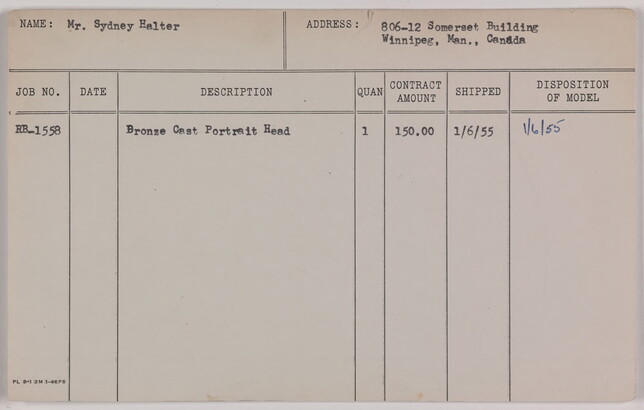 NAME: Mr. Sydney Halter ADDRESS: 806-12 Somerset Building
Winnipeg, Man., Canada
JOB NO. DATE DESCRIPTION QUAN CONTRACT AMOUNT SHIPPED DISPOSITION OF MODEL
RB-1558 Bronze Cast Portrait Head 1 150.00 1/6/55 1/6/55